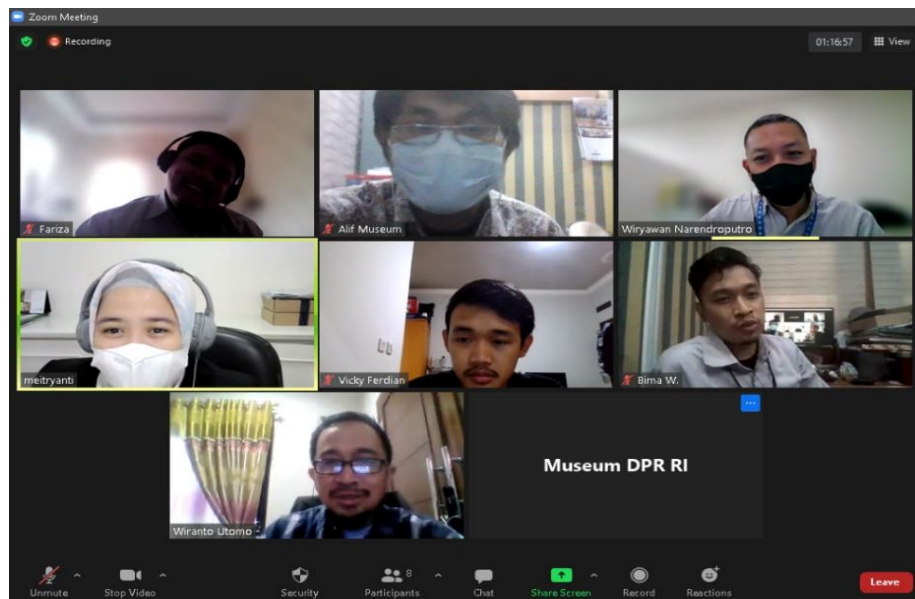 Zoom Meeting
Recording
01:16:57
View
Fariza
Alif Museum
Wiryawan Narendroputro
meitryanti
Vicky Ferdian
Bima W.
Wiranto Utomo
Museum DPR RI
Unmute
Stop Video
Security
Participants
8
Chat
Share Screen
Record
Reactions
Leave